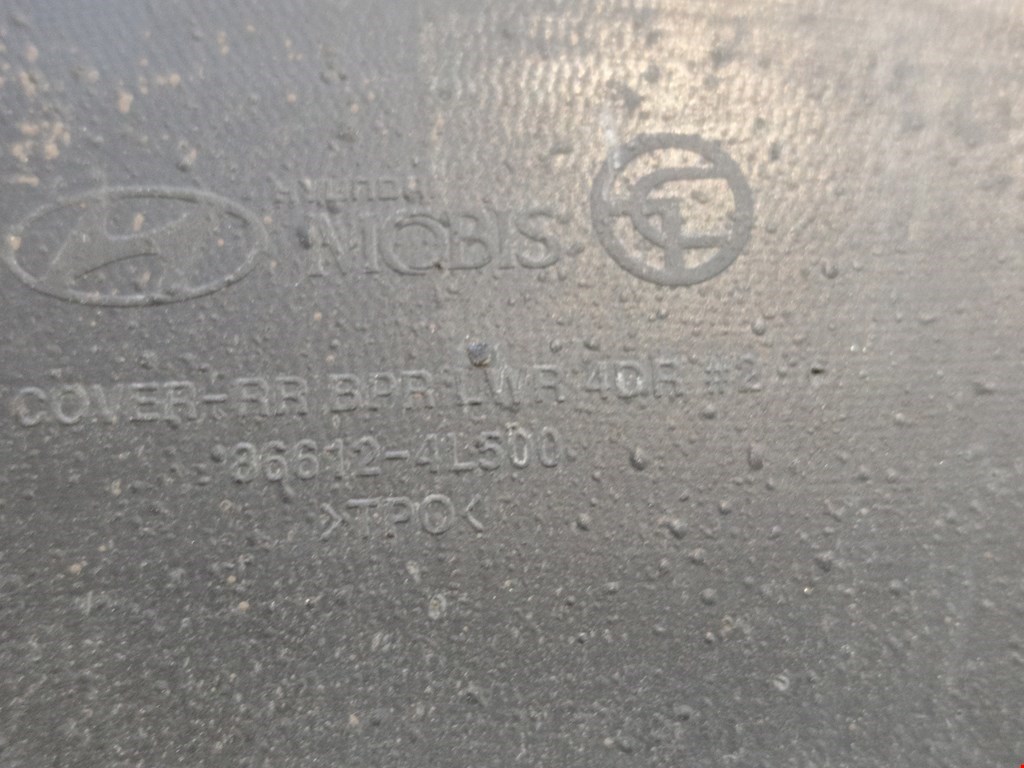 HYUNDAI
MOBIS
COVER-RR BPR LWR 4DR #2
86612-4L500
>TPO<